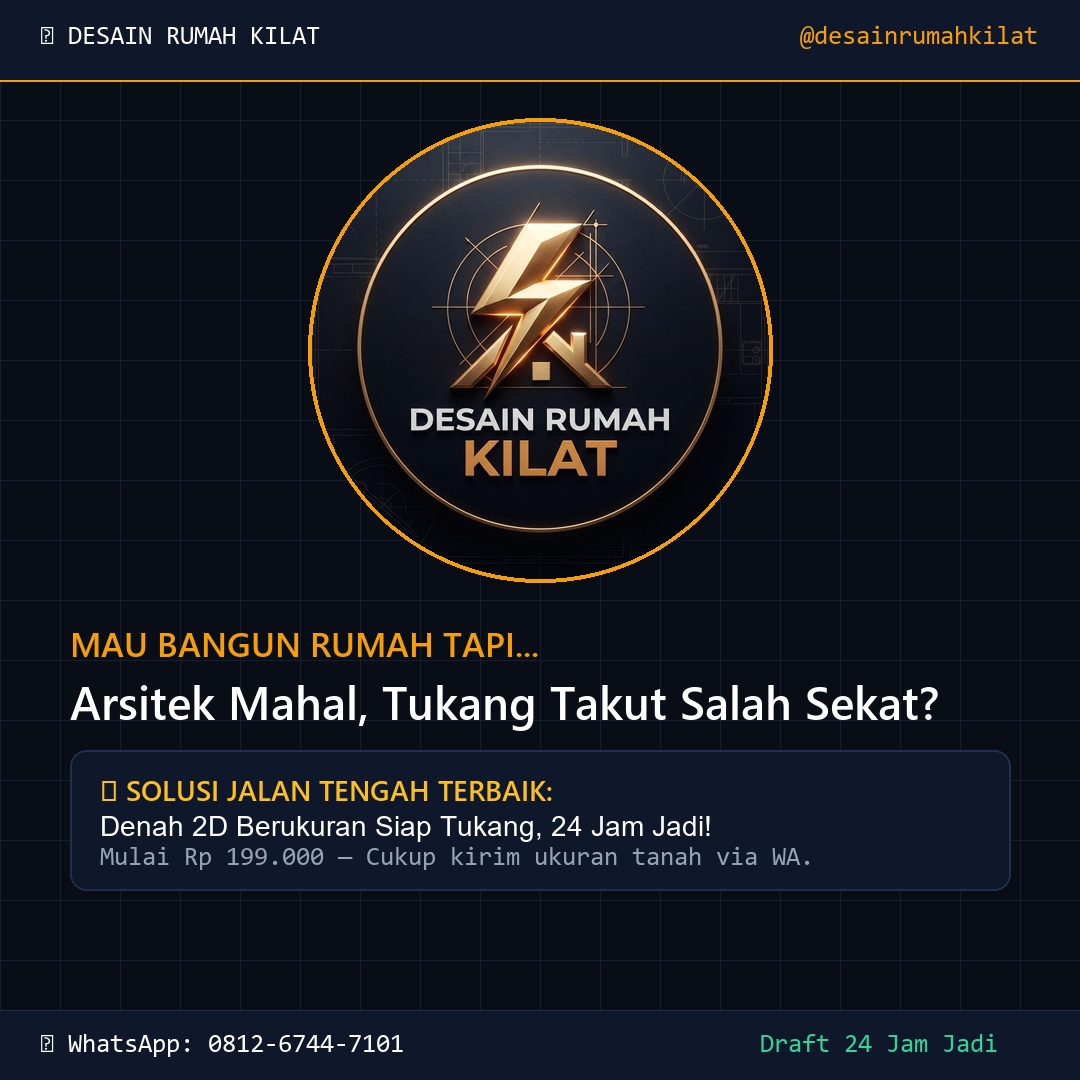 DESAIN RUMAH KILAT
@desainrumahkilat
DESAIN RUMAH
KILAT
MAU BANGUN RUMAH TAPI...
Arsitek Mahal, Tukang Takut Salah Sekat?
SOLUSI JALAN TENGAH TERBAIK:
Denah 2D Berukuran Siap Tukang, 24 Jam Jadi!
Mulai Rp 199.000 — Cukup kirim ukuran tanah via WA.
WhatsApp: 0812-6744-7101
Draft 24 Jam Jadi